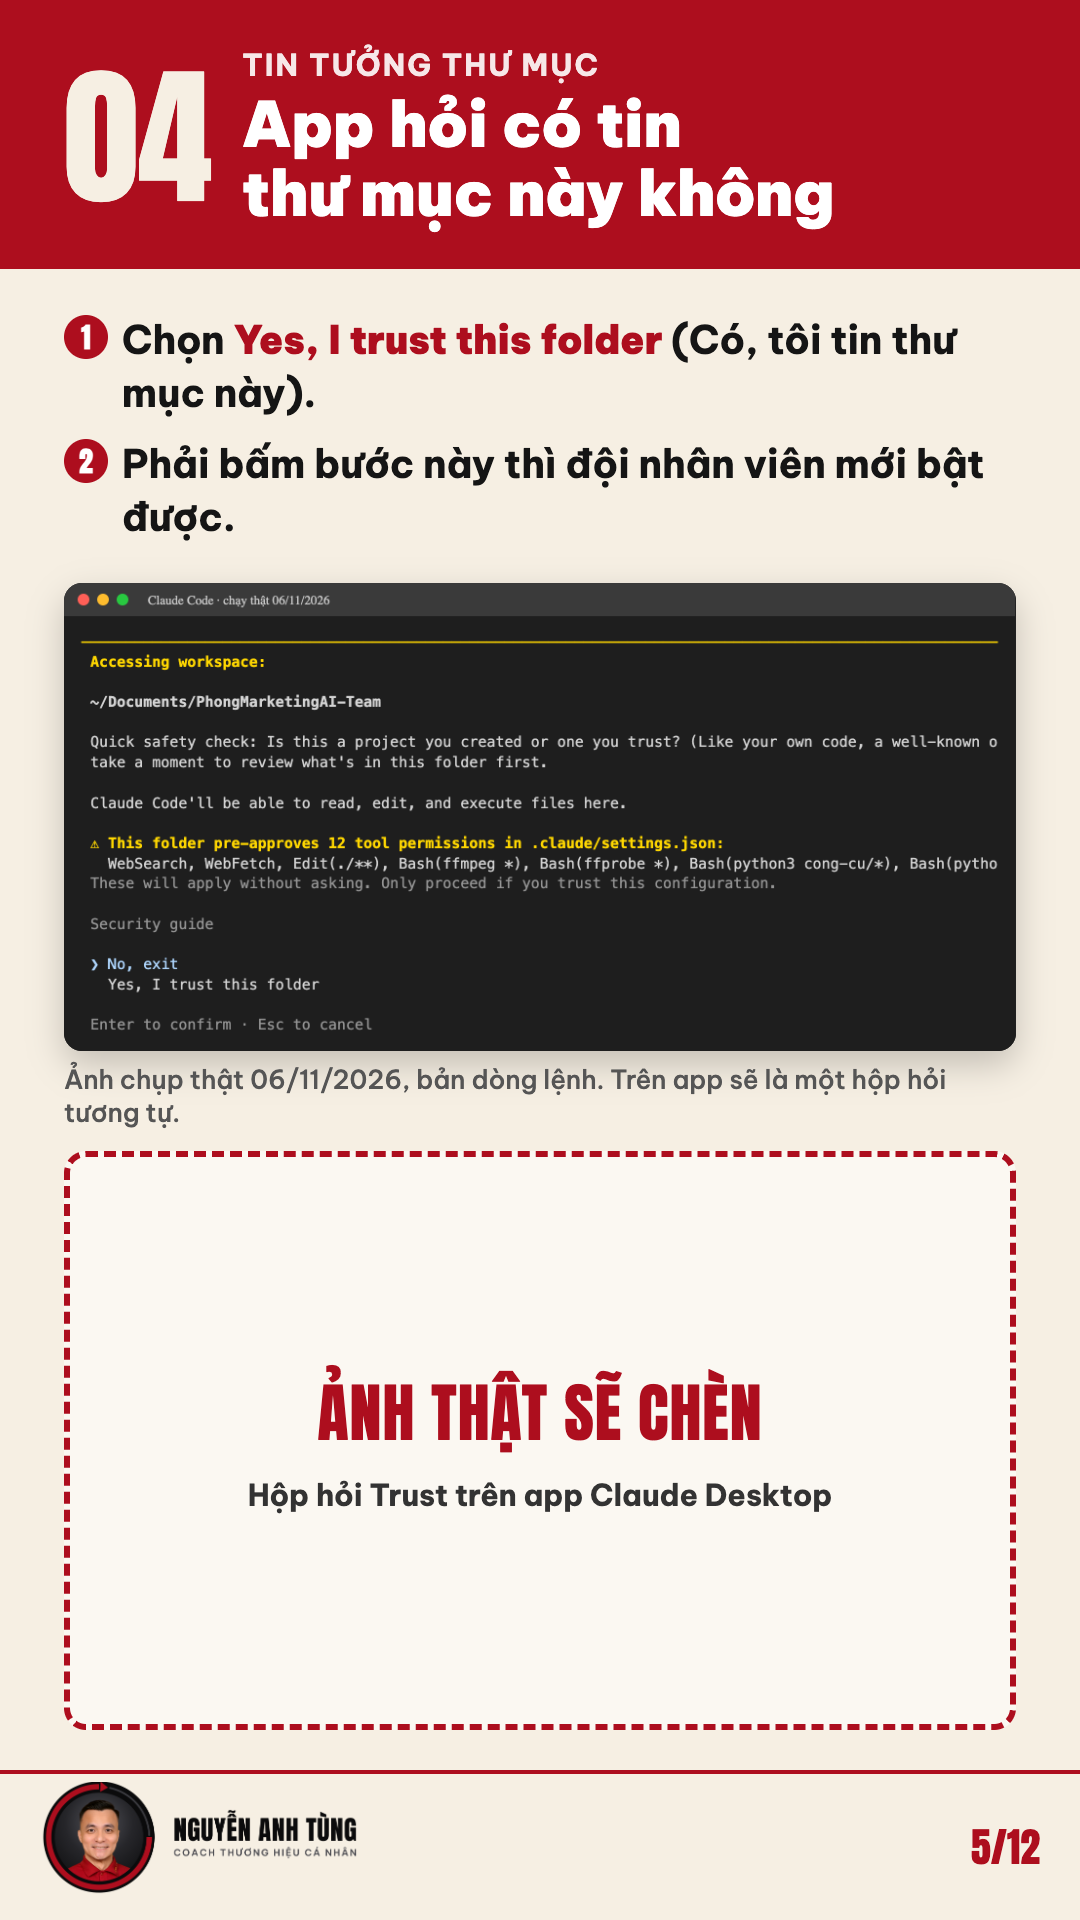 04
TIN TƯỞNG THƯ MỤC
App hỏi có tin
thư mục này không
1 Chọn Yes, I trust this folder (Có, tôi tin thư
mục này).
2 Phải bấm bước này thì đội nhân viên mới bật
được.
Claude Code · chạy thật 06/11/2026
Accessing workspace:
~/Documents/PhongMarketingAI-Team
Quick safety check: Is this a project you created or one you trust? (Like your own code, a well-known o
take a moment to review what's in this folder first.
Claude Code'll be able to read, edit, and execute files here.
⚠ This folder pre-approves 12 tool permissions in .claude/settings.json:
WebSearch, WebFetch, Edit(./**), Bash(ffmpeg *), Bash(ffprobe *), Bash(python3 cong-cu/*), Bash(pytho
These will apply without asking. Only proceed if you trust this configuration.
Security guide
❯ No, exit
Yes, I trust this folder
Enter to confirm · Esc to cancel
Ảnh chụp thật 06/11/2026, bản dòng lệnh. Trên app sẽ là một hộp hỏi
tương tự.
ẢNH THẬT SẼ CHÈN
Hộp hỏi Trust trên app Claude Desktop
NGUYỄN ANH TÙNG
COACH THƯƠNG HIỆU CÁ NHÂN
5/12